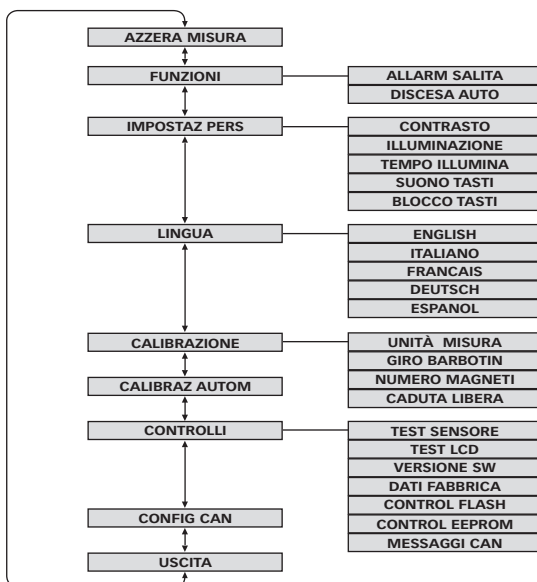 AZZERA MISURA
FUNZIONI
ALLARM SALITA
DISCESA AUTO
IMPOSTAZ PERS
CONTRASTO
ILLUMINAZIONE
TEMPO ILLUMINA
SUONO TASTI
BLOCCO TASTI
LINGUA
ENGLISH
ITALIANO
FRANCAIS
DEUTSCH
ESPANOL
CALIBRAZIONE
UNITÀ MISURA
GIRO BARBOTIN
NUMERO MAGNETI
CADUTA LIBERA
CALIBRAZ AUTOM
CONTROLLI
TEST SENSORE
TEST LCD
VERSIONE SW
DATI FABBRICA
CONTROL FLASH
CONTROL EEPROM
MESSAGGI CAN
CONFIG CAN
USCITA